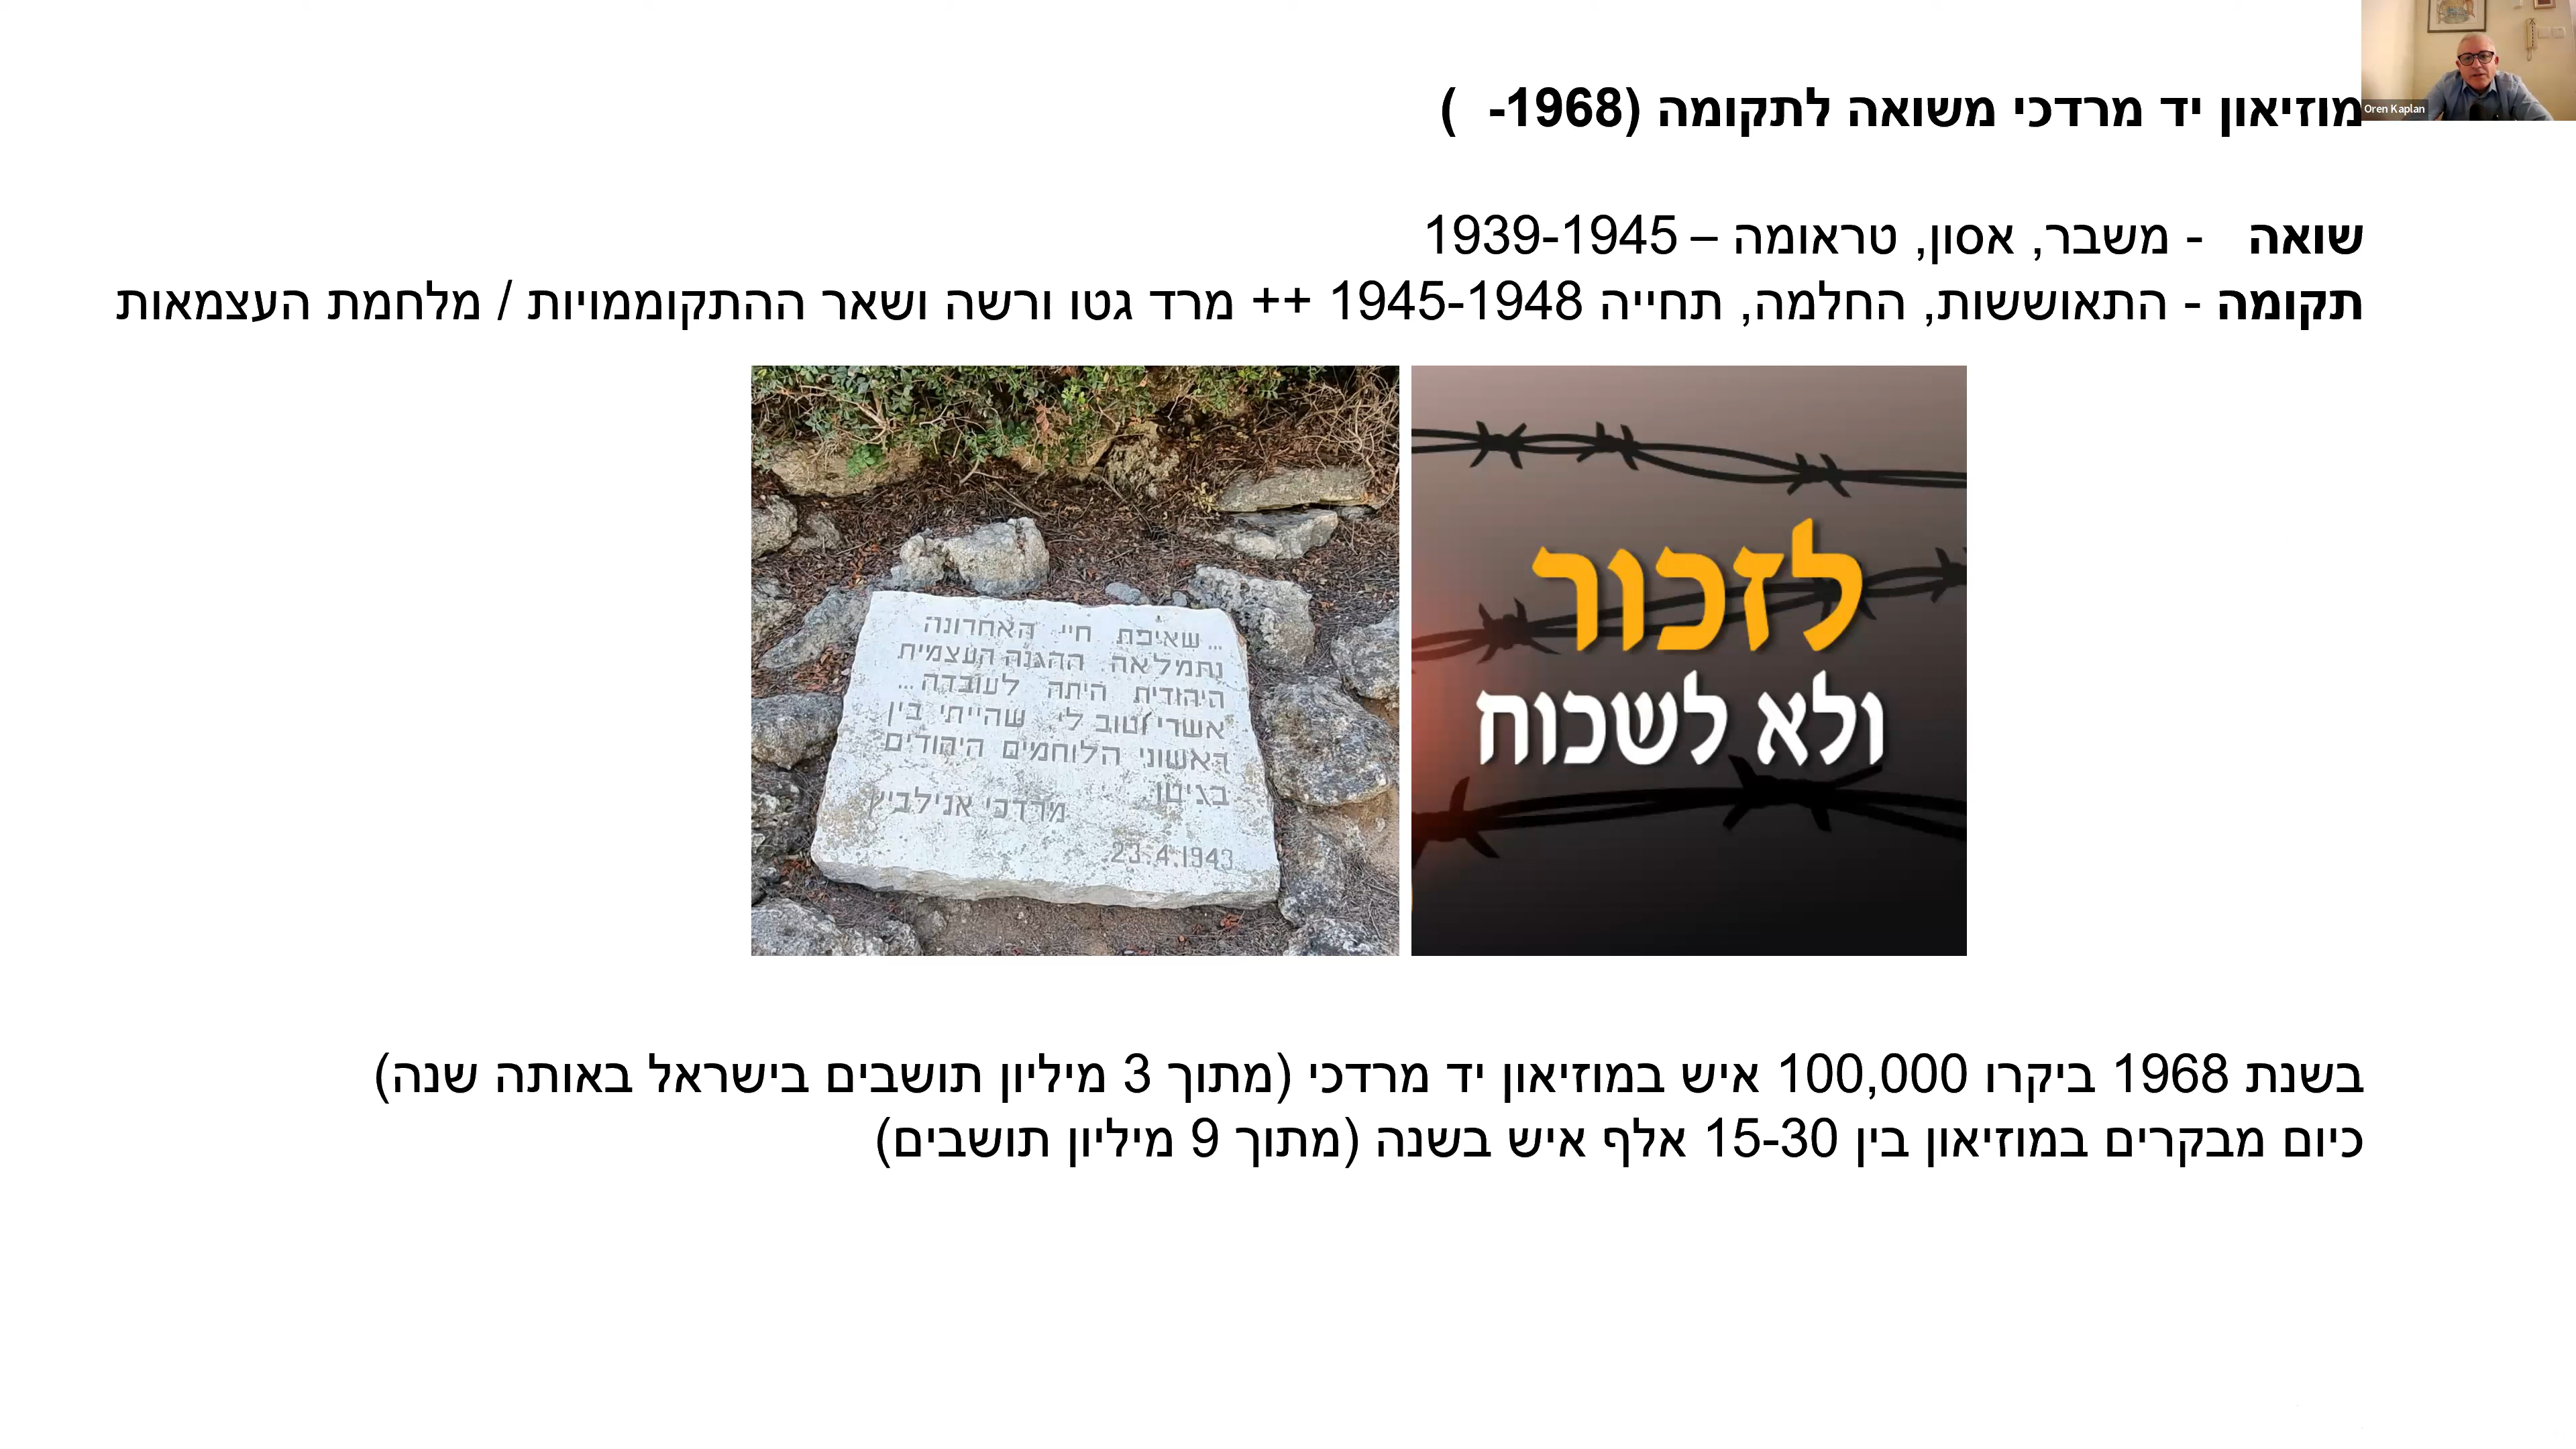 מוזיאון יד מרדכי משואה לתקומה (1968-  )
Oren Kaplan
שואה   - משבר, אסון, טראומה – 1939-1945
תקומה - התאוששות, החלמה, תחייה 1945-1948 ++ מרד גטו ורשה ושאר ההתקוממויות / מלחמת העצמאות
לזכור
ולא לשכוח
... שאיפת חיי האחרונה
נתמלאה. ההגנה העצמית
היהודית היתה לעובדה...
אשרי וטוב לי שהייתי בין
ראשוני הלוחמים היהודים
בגיטו.
מרדכי אנילביץ
23.4.1943
בשנת 1968 ביקרו 100,000 איש במוזיאון יד מרדכי (מתוך 3 מיליון תושבים בישראל באותה שנה)
כיום מבקרים במוזיאון בין 15-30 אלף איש בשנה (מתוך 9 מיליון תושבים)